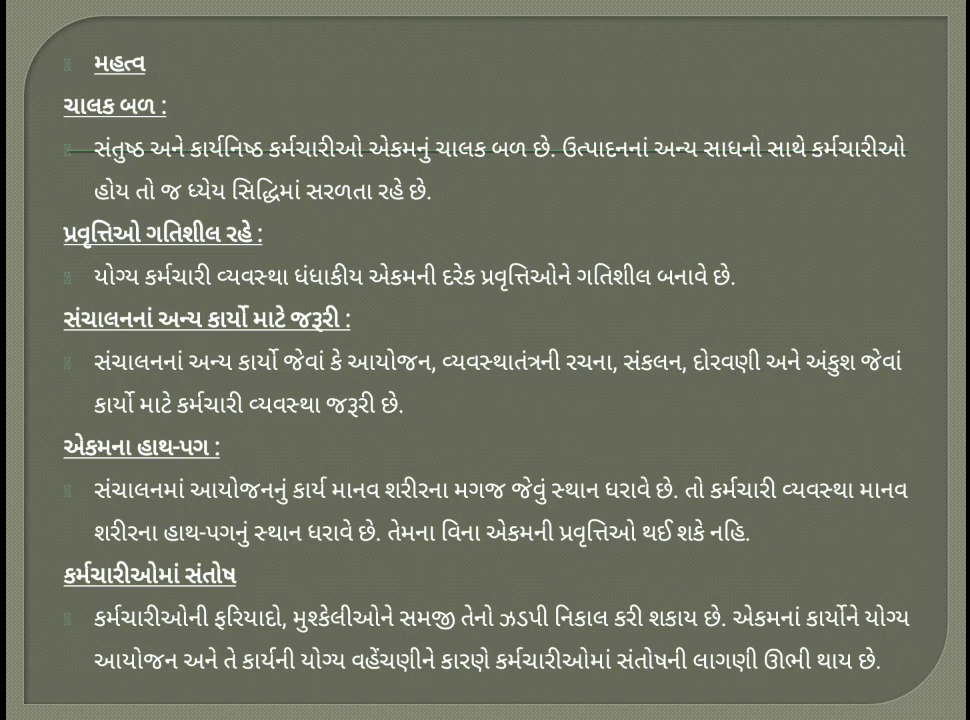 મહત્વ
ચાલક બળ :
સંતુષ્ઠ અને કાર્યનિષ્ઠ કર્મચારીઓ એકમનું ચાલક બળ છે. ઉત્પાદનનાં અન્ય સાધનો સાથે કર્મચારીઓ
હોય તો જ ધ્યેય સિદ્ધિમાં સરળતા રહે છે.
પ્રવૃત્તિઓ ગતિશીલ રહે :
યોગ્ય કર્મચારી વ્યવસ્થા ધંધાકીય એકમની દરેક પ્રવૃત્તિઓને ગતિશીલ બનાવે છે.
સંચાલનનાં અન્ય કાર્યો માટે જરૂરી :
સંચાલનનાં અન્ય કાર્યો જેવાં કે આયોજન, વ્યવસ્થાતંત્રની રચના, સંકલન, દોરવણી અને અંકુશ જેવાં
કાર્યો માટે કર્મચારી વ્યવસ્થા જરૂરી છે.
એકમના હાથ-પગ :
સંચાલનમાં આયોજનનું કાર્ય માનવ શરીરના મગજ જેવું સ્થાન ધરાવે છે. તો કર્મચારી વ્યવસ્થા માનવ
શરીરના હાથ-પગનું સ્થાન ધરાવે છે. તેમના વિના એકમની પ્રવૃત્તિઓ થઈ શકે નહિ.
કર્મચારીઓમાં સંતોષ
કર્મચારીઓની ફરિયાદો, મુશ્કેલીઓને સમજી તેનો ઝડપી નિકાલ કરી શકાય છે. એકમનાં કાર્યોને યોગ્ય
આયોજન અને તે કાર્યની યોગ્ય વહેંચણીને કારણે કર્મચારીઓમાં સંતોષની લાગણી ઊભી થાય છે.